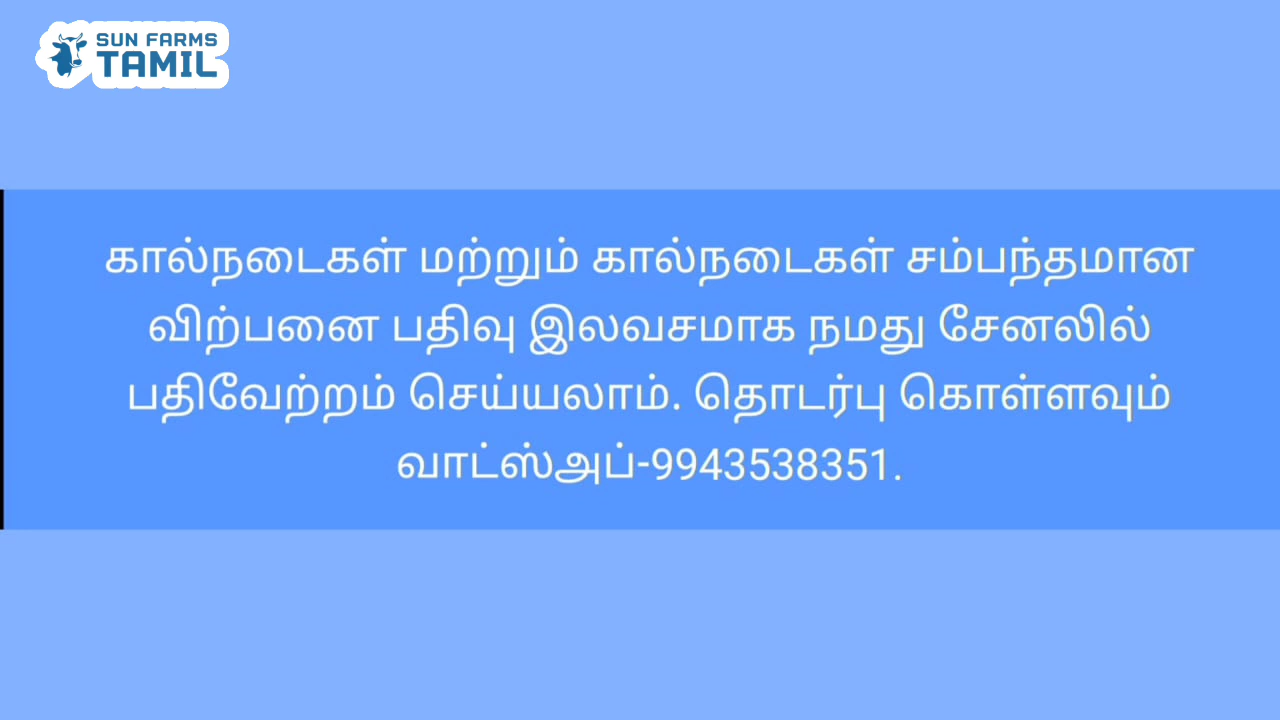 SUN FARMS
TAMIL
கால்நடைகள் மற்றும் கால்நடைகள் சம்பந்தமான
விற்பனை பதிவு இலவசமாக நமது சேனலில்
பதிவேற்றம் செய்யலாம். தொடர்பு கொள்ளவும்
வாட்ஸ்அப்-9943538351.